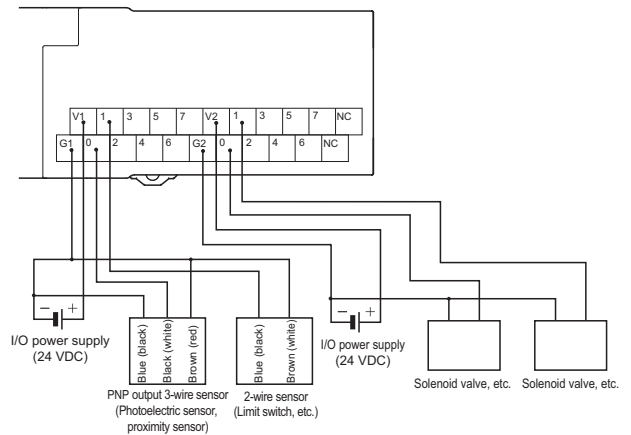 V1 1 3 5 7 V2 1 3 5 7 NC
G1 0 2 4 6 G2 0 2 4 6 NC
− +
I/O power supply
(24 VDC)
Blue (black)
Black (white)
Brown (red)
PNP output 3-wire sensor
(Photoelectric sensor,
proximity sensor)
Blue (black)
Brown (white)
2-wire sensor
(Limit switch, etc.)
− +
I/O power supply
(24 VDC)
Solenoid valve, etc.
Solenoid valve, etc.